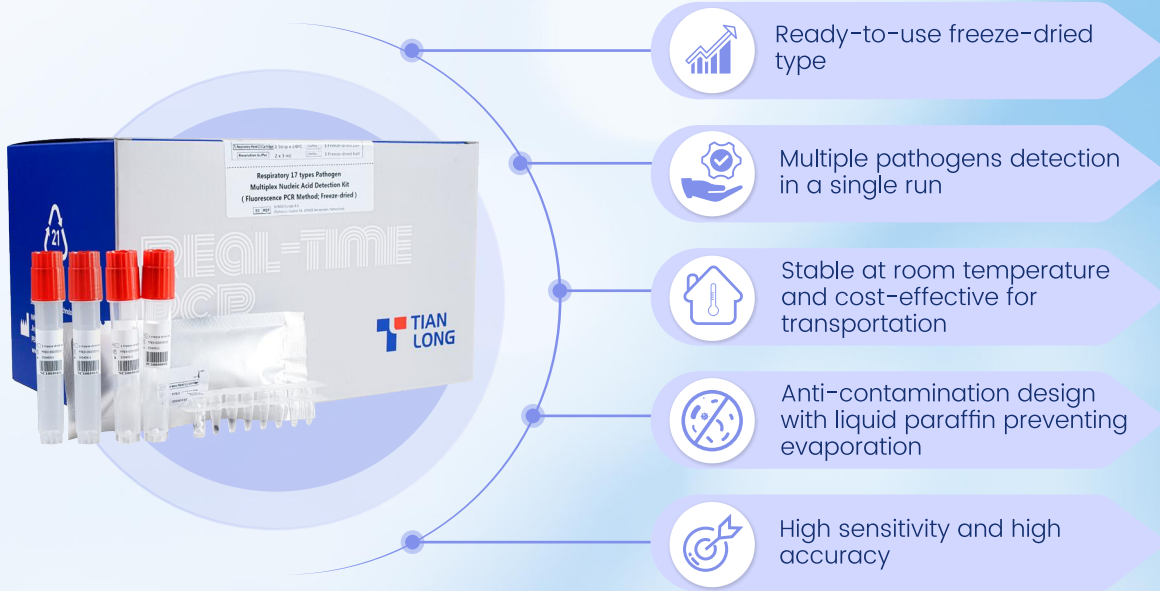 Ready-to-use freeze-dried
type
Multiple pathogens detection
in a single run
Stable at room temperature
and cost-effective for
transportation
Anti-contamination design
with liquid paraffin preventing
evaporation
High sensitivity and high
accuracy
Respiratory 17 types Pathogen
Multiplex Nucleic Acid Detection Kit
( Fluorescence PCR Method; Freeze-dried )
REAL-TIME
PCR
TIAN
LONG
21